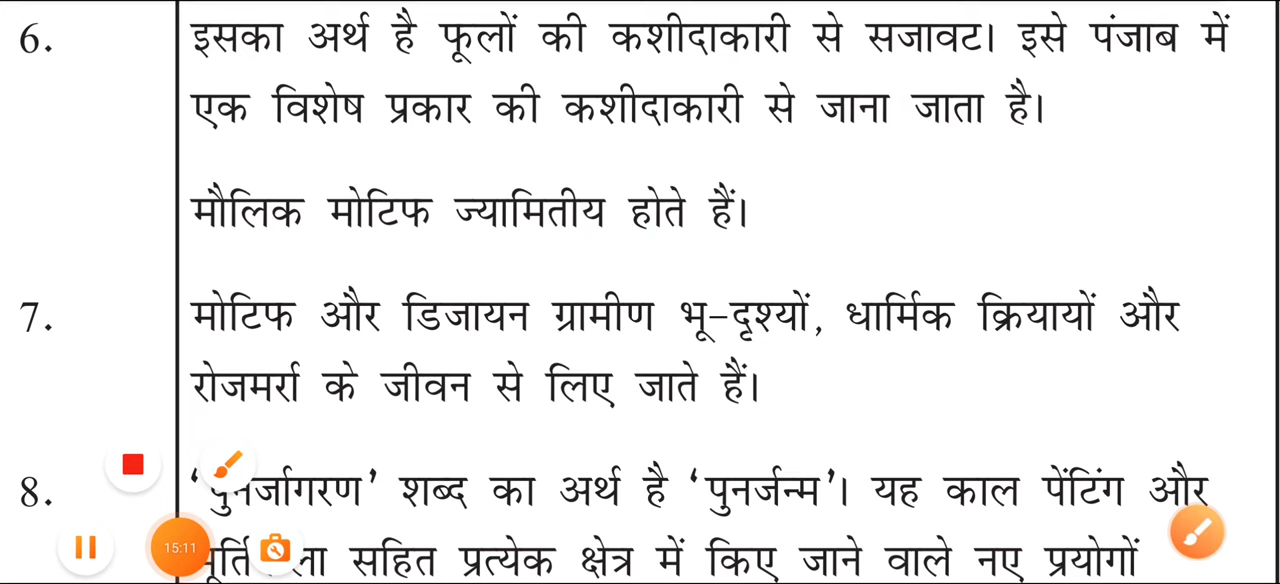 6. इसका अर्थ है फूलों की कशीदाकारी से सजावट। इसे पंजाब में
एक विशेष प्रकार की कशीदाकारी से जाना जाता है।
मौलिक मोटिफ ज्यामितीय होते हैं।
7. मोटिफ और डिजायन ग्रामीण भू-दृश्यों, धार्मिक क्रियायों और
रोजमर्रा के जीवन से लिए जाते हैं।
8. ‘पुनर्जागरण’ शब्द का अर्थ है ‘पुनर्जन्म’। यह काल पेंटिंग और
सहित प्रत्येक क्षेत्र में किए जाने वाले नए प्रयोगों
15:11